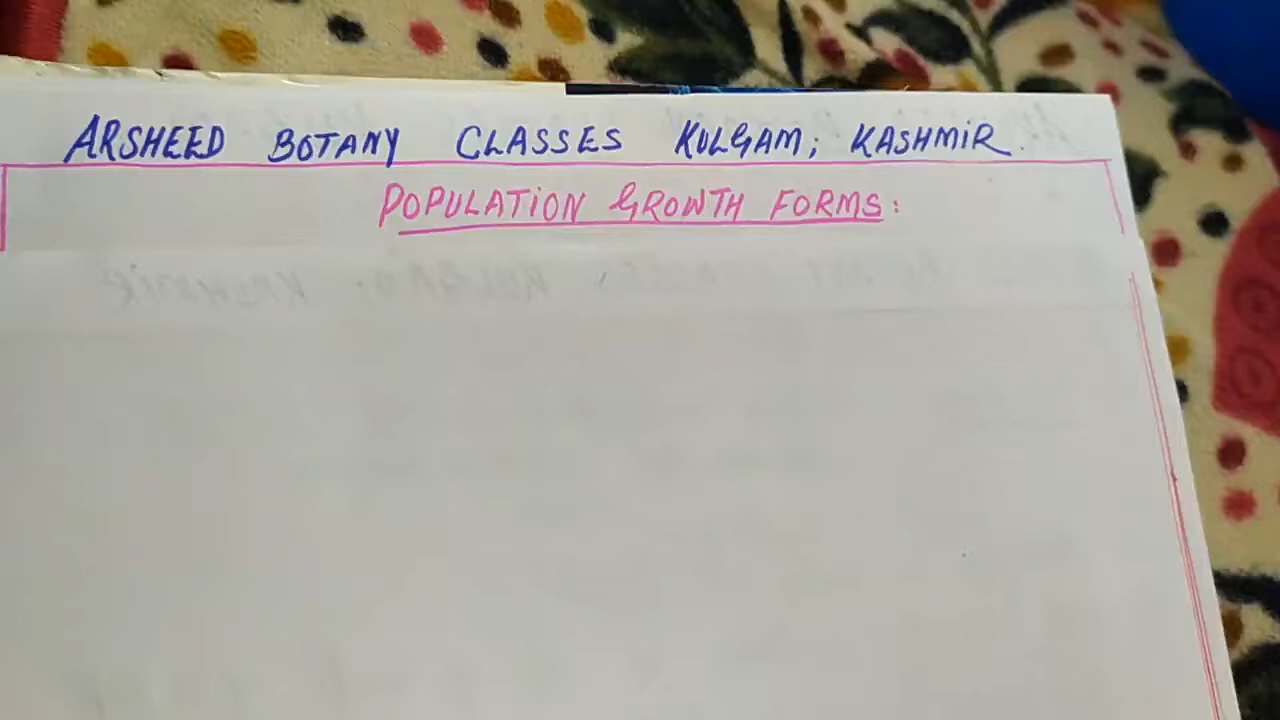 ARSHEED BOTANY CLASSES KULGAM; KASHMIR.
POPULATION GROWTH FORMS: